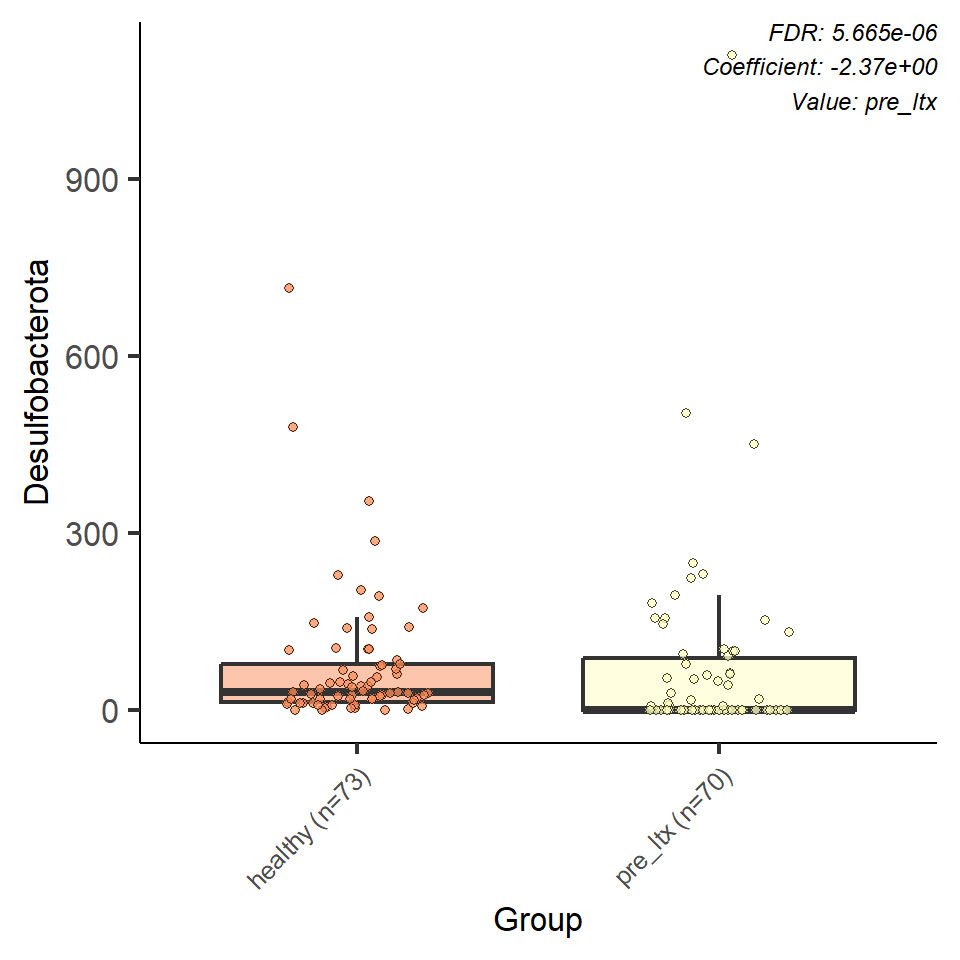 FDR: 5.665e-06
Coefficient: -2.37e+00
Value: pre_ltx
Desulfobacterota
900
600
300
0
healthy (n=73)
pre_ltx (n=70)
Group